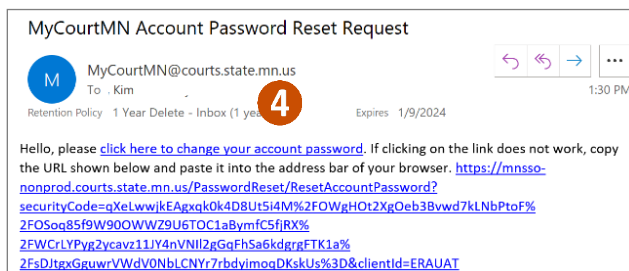 MyCourtMN Account Password Reset Request
M
MyCourtMN@courts.state.mn.us
To Kim
1:30 PM
4
Retention Policy 1 Year Delete - Inbox (1 yea Expires 1/9/2024
Hello, please click here to change your account password. If clicking on the link does not work, copy
the URL shown below and paste it into the address bar of your browser. https://mnsso-
nonprod.courts.state.mn.us/PasswordReset/ResetAccountPassword?
securityCode=qXeLwwjkEAgxqk0k4D8Ut5i4M%2FOWgHOt2XgOeb3Bvwd7kLNbPtoF%
2FOSoq85f9W90OWWZ9U6TOC1aBymfC5fjRX%
2FWCrLYPyg2ycavz11JY4nVNIl2gGqFhSa6kdgrgFTK1a%
2FsDJtgxGguwrVWdV0NbLCNYr7rbdyimoqDKskUs%3D&clientId=ERAUAT